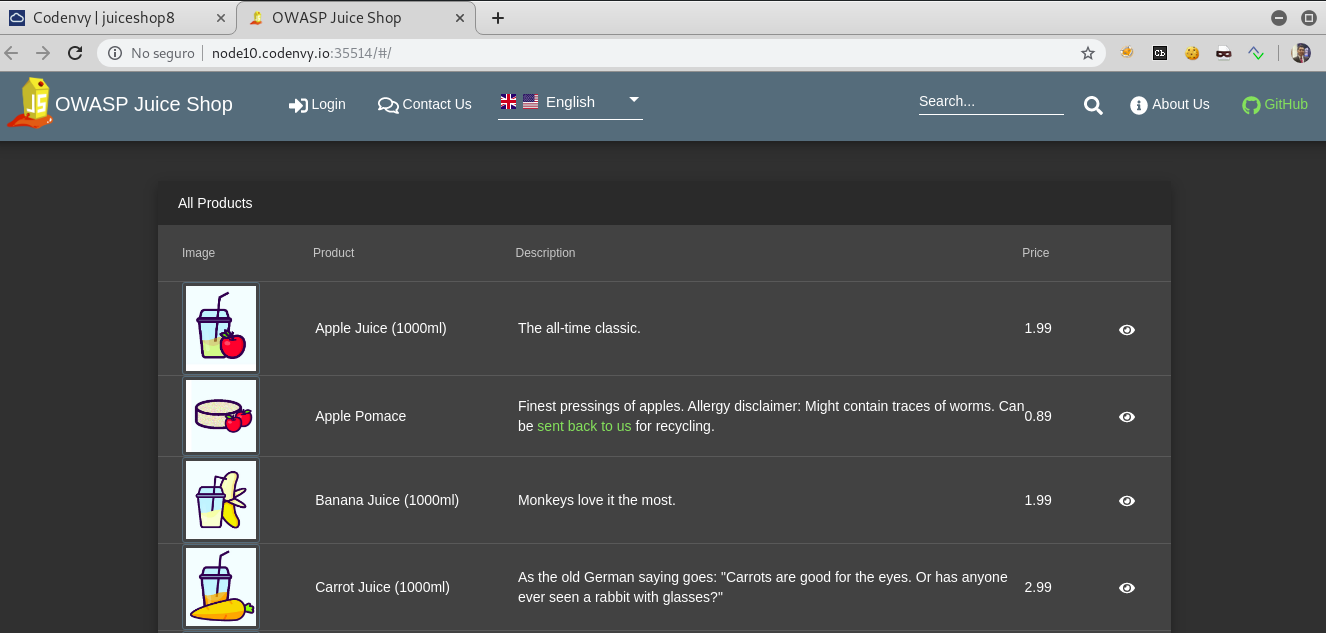 Codenvy | juiceshop8
OWASP Juice Shop
No seguro | node10.codenvy.io:35514/#/
Cb
JS OWASP Juice Shop
Login
Contact Us
English
Search...
About Us
GitHub
All Products
Image Product Description Price
Apple Juice (1000ml) The all-time classic. 1.99
Apple Pomace Finest pressings of apples. Allergy disclaimer: Might contain traces of worms. Can 0.89
be sent back to us for recycling.
Banana Juice (1000ml) Monkeys love it the most. 1.99
Carrot Juice (1000ml) As the old German saying goes: "Carrots are good for the eyes. Or has anyone 2.99
ever seen a rabbit with glasses?"